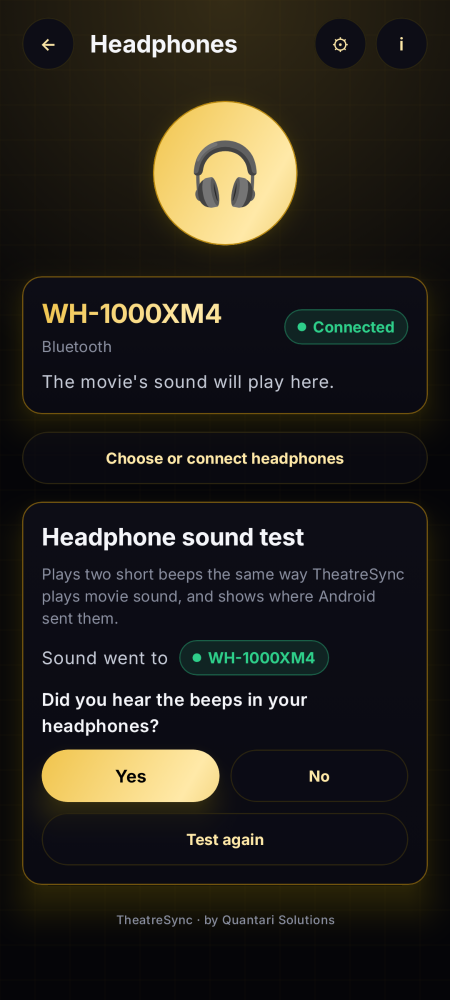 Headphones
WH-1000XM4
Connected
Bluetooth
The movie's sound will play here.
Choose or connect headphones
Headphone sound test
Plays two short beeps the same way TheatreSync
plays movie sound, and shows where Android
sent them.
Sound went to WH-1000XM4
Did you hear the beeps in your
headphones?
Yes
No
Test again
TheatreSync · by Quantari Solutions